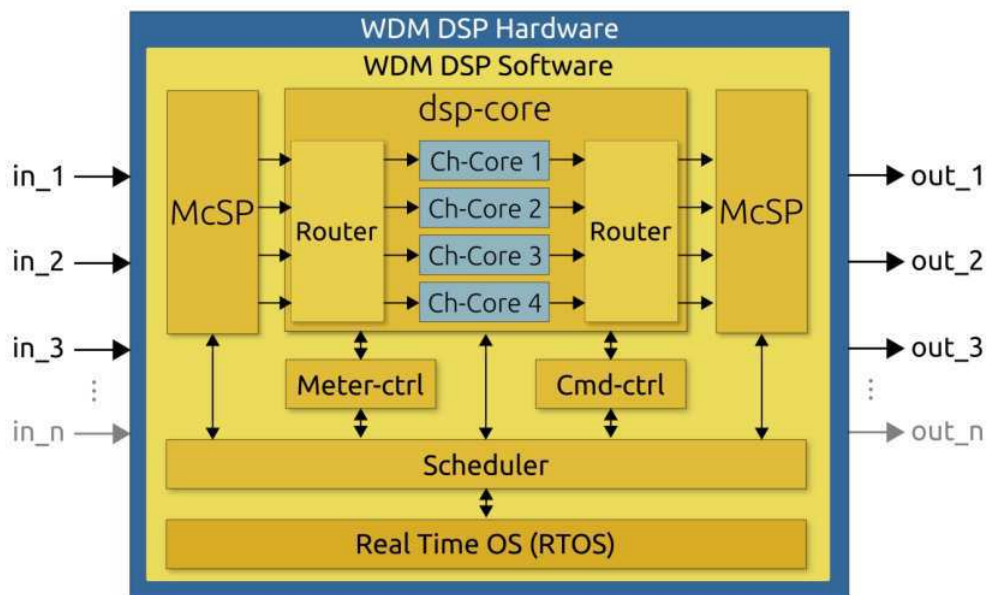 WDM DSP Hardware
WDM DSP Software
dsp-core
in_1
in_2
in_3
⋮
in_n
McSP
Router
Ch-Core 1
Ch-Core 2
Ch-Core 3
Ch-Core 4
Router
McSP
out_1
out_2
out_3
⋮
out_n
Meter-ctrl
Cmd-ctrl
Scheduler
Real Time OS (RTOS)